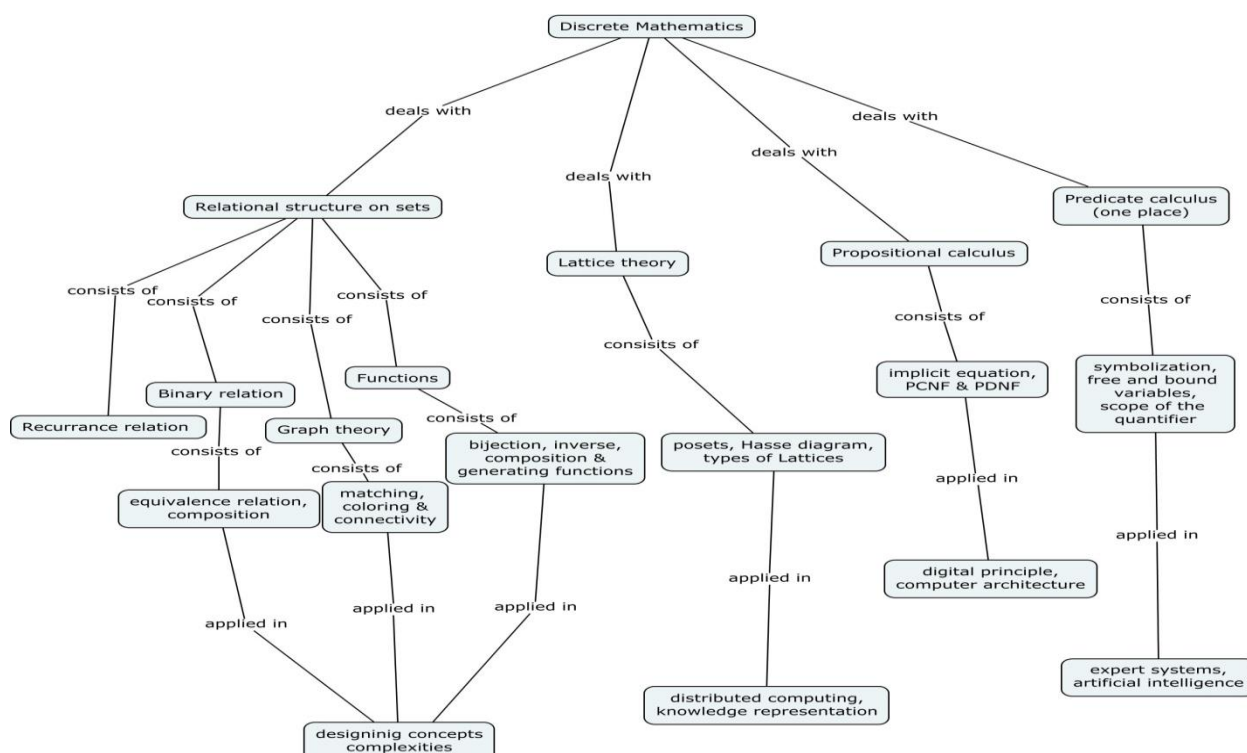 Discrete Mathematics
deals with
deals with
deals with
deals with
Relational structure on sets
Predicate calculus
(one place)
Lattice theory
Propositional calculus
consists of
consists of
consists of
consists of
consisits of
consists of
consists of
Functions
Binary relation
Recurrance relation
Graph theory
implicit equation,
PCNF & PDNF
symbolization,
free and bound
variables,
scope of the
quantifier
consists of
consists of
consists of
bijection, inverse,
composition &
generating functions
posets, Hasse diagram,
types of Lattices
equivalence relation,
composition
matching,
coloring &
connectivity
applied in
applied in
applied in
applied in
applied in
applied in
digital principle,
computer architecture
expert systems,
artificial intelligence
distributed computing,
knowledge representation
designinig concepts
complexities